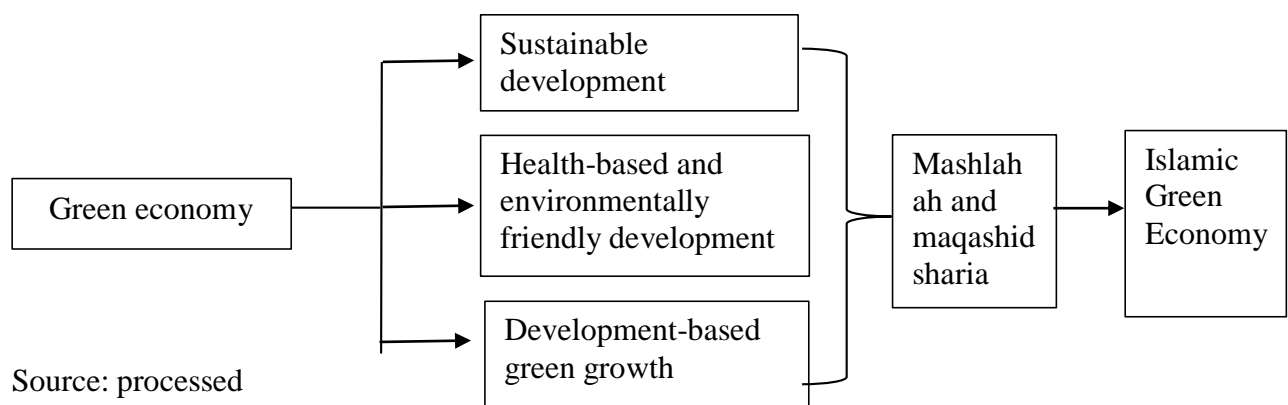 Green economy
Sustainable
development
Health-based and
environmentally
friendly development
Development-based
green growth
Mashlah
ah and
maqashid
sharia
Islamic
Green
Economy
Source: processed